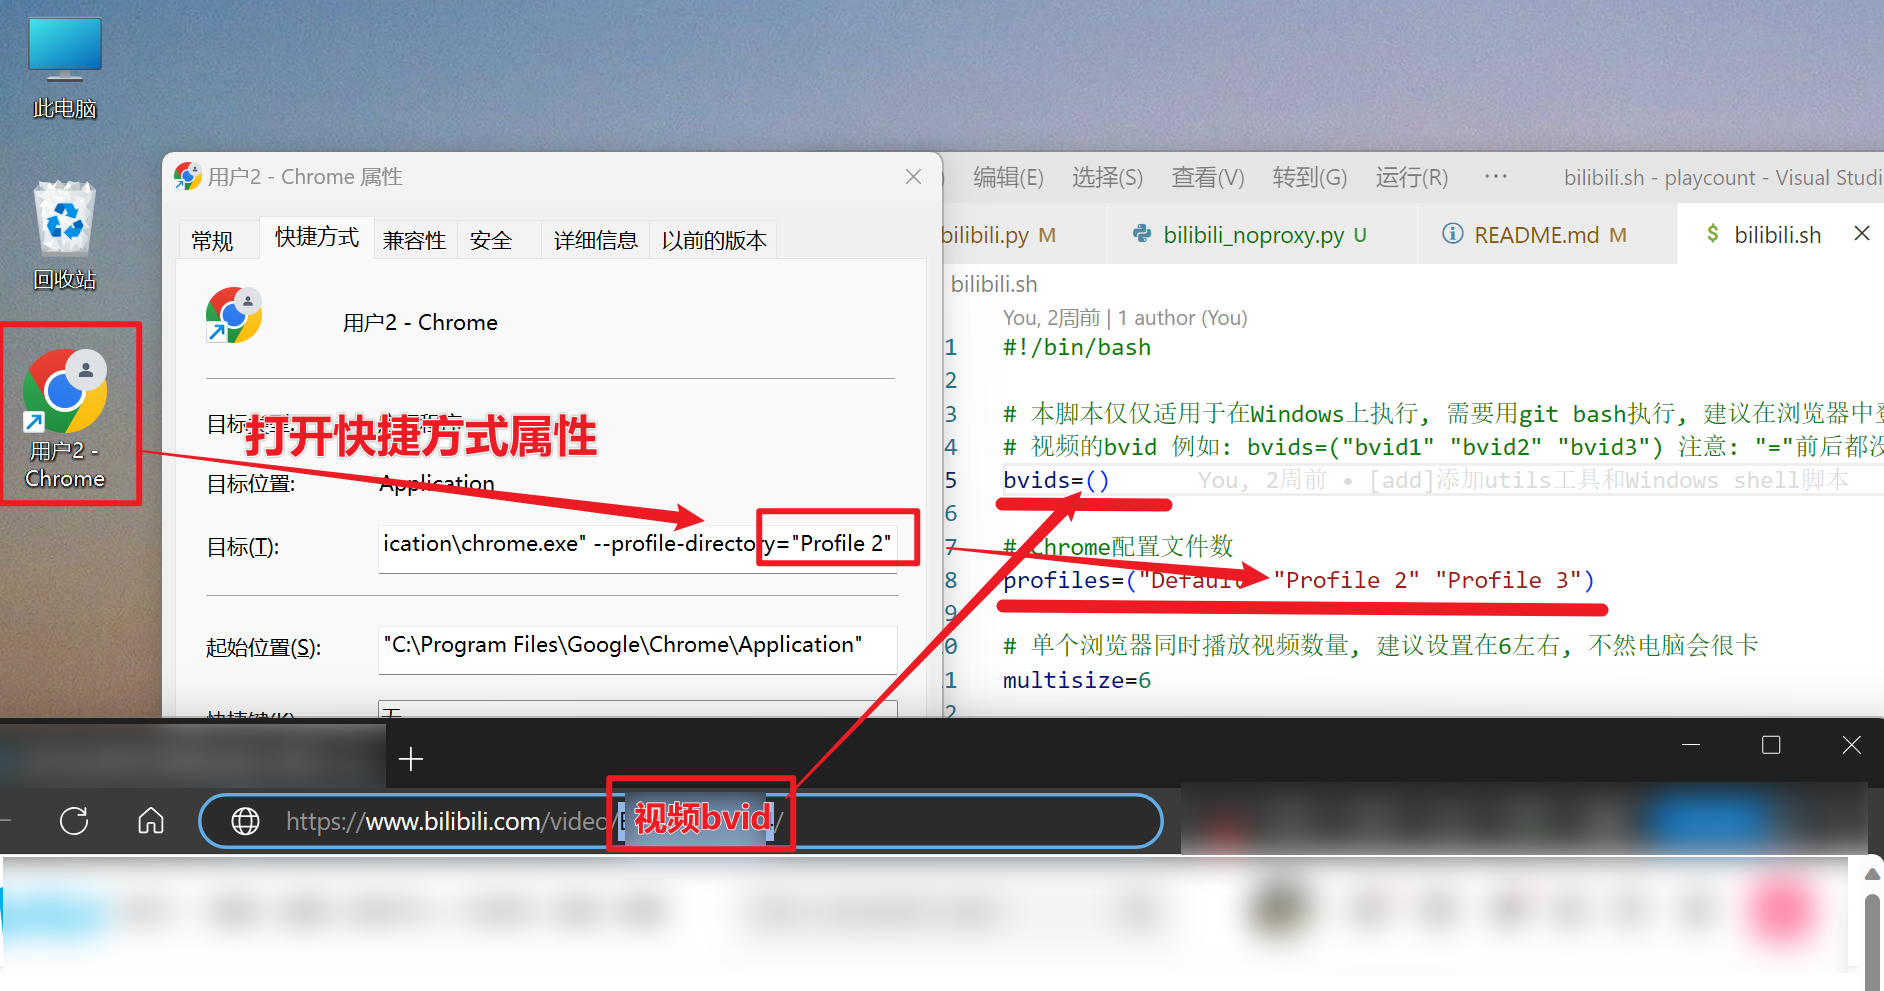 此电脑
回收站
用户2 -
Chrome
用户2 - Chrome 属性
常规 快捷方式 兼容性 安全 详细信息 以前的版本
用户2 - Chrome
打开快捷方式属性
目标位置: Application
目标(T): ication\chrome.exe" --profile-directory="Profile 2"
起始位置(S): "C:\Program Files\Google\Chrome\Application"
快捷键(K): 无
编辑(E) 选择(S) 查看(V) 转到(G) 运行(R) ··· bilibili.sh - playcount - Visual Studi
bilibili.py M bilibili_noproxy.py U README.md M $ bilibili.sh
bilibili.sh
You, 2周前 | 1 author (You)
1 #!/bin/bash
2
3 # 本脚本仅仅适用于在Windows上执行, 需要用git bash执行, 建议在浏览器中登
4 # 视频的bvid 例如: bvids=("bvid1" "bvid2" "bvid3") 注意: "="前后都没
5 bvids=() You, 2周前 • [add]添加utils工具和Windows shell脚本
6
7 # Chrome配置文件数
8 profiles=("Default" "Profile 2" "Profile 3")
9
0 # 单个浏览器同时播放视频数量, 建议设置在6左右, 不然电脑会很卡
1 multisize=6
2
https://www.bilibili.com/video/
视频bvid